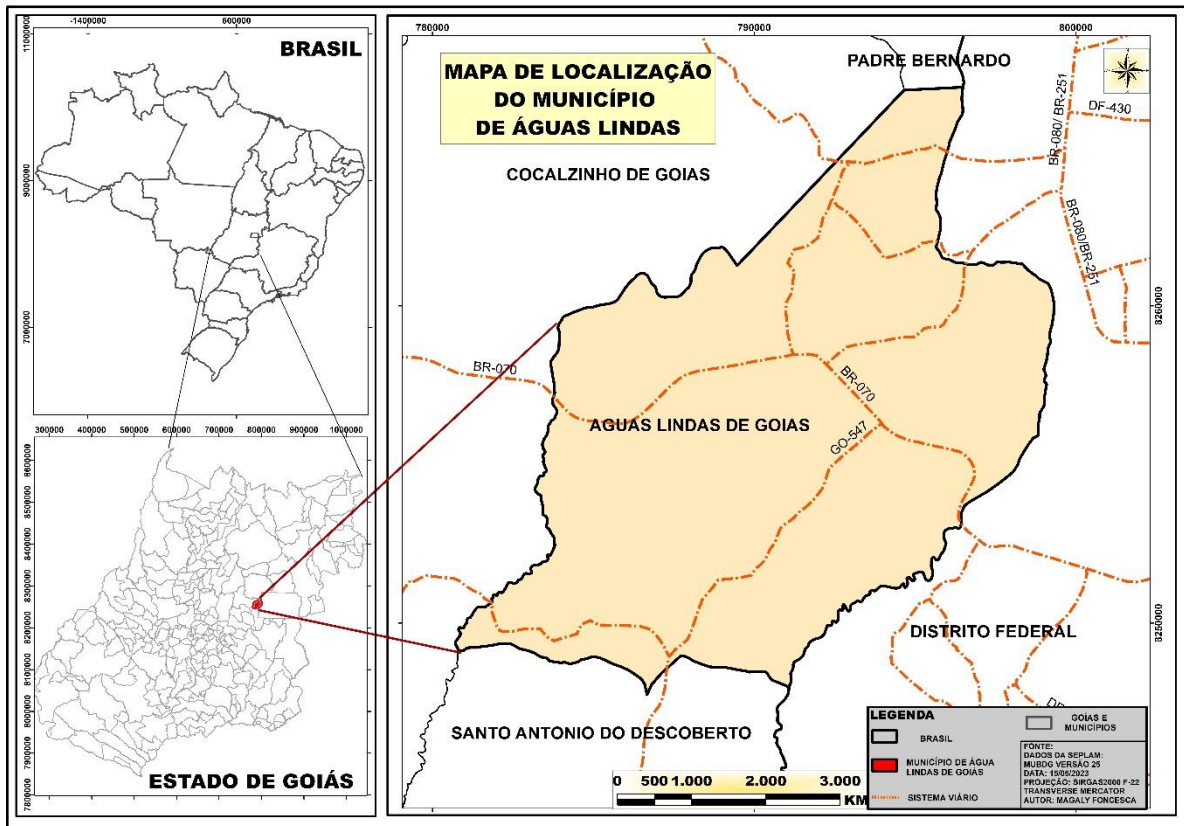 -1400000
600000
BRASIL
11000000
9000000
7000000
300000
400000
500000
600000
700000
800000
900000
1000000
8600000
8500000
8400000
8300000
8200000
8100000
8000000
7900000
7800000
ESTADO DE GOIÁS
780000
790000
800000
MAPA DE LOCALIZAÇÃO
DO MUNICÍPIO
DE ÁGUAS LINDAS
PADRE BERNARDO
COCALZINHO DE GOIAS
BR-080/ BR-251
DF-430
BR-080/BR-251
8260000
BR-070
BR-070
AGUAS LINDAS DE GOIAS
GO-547
8250000
DISTRITO FEDERAL
SANTO ANTONIO DO DESCOBERTO
0 500 1.000 2.000 3.000
KM
LEGENDA
BRASIL
GOÍAS E
MUNICÍPIOS
MUNICÍPIO DE ÁGUA
LINDAS DE GOIAS
SISTEMA VIÁRIO
FONTE:
DADOS DA SEPLAM:
MUBDG VERSÃO 25
DATA: 15/05/2023
PROJEÇÃO: SIRGAS2000 F-22
TRANSVERSE MERCATOR
AUTOR: MAGALY FONCESCA